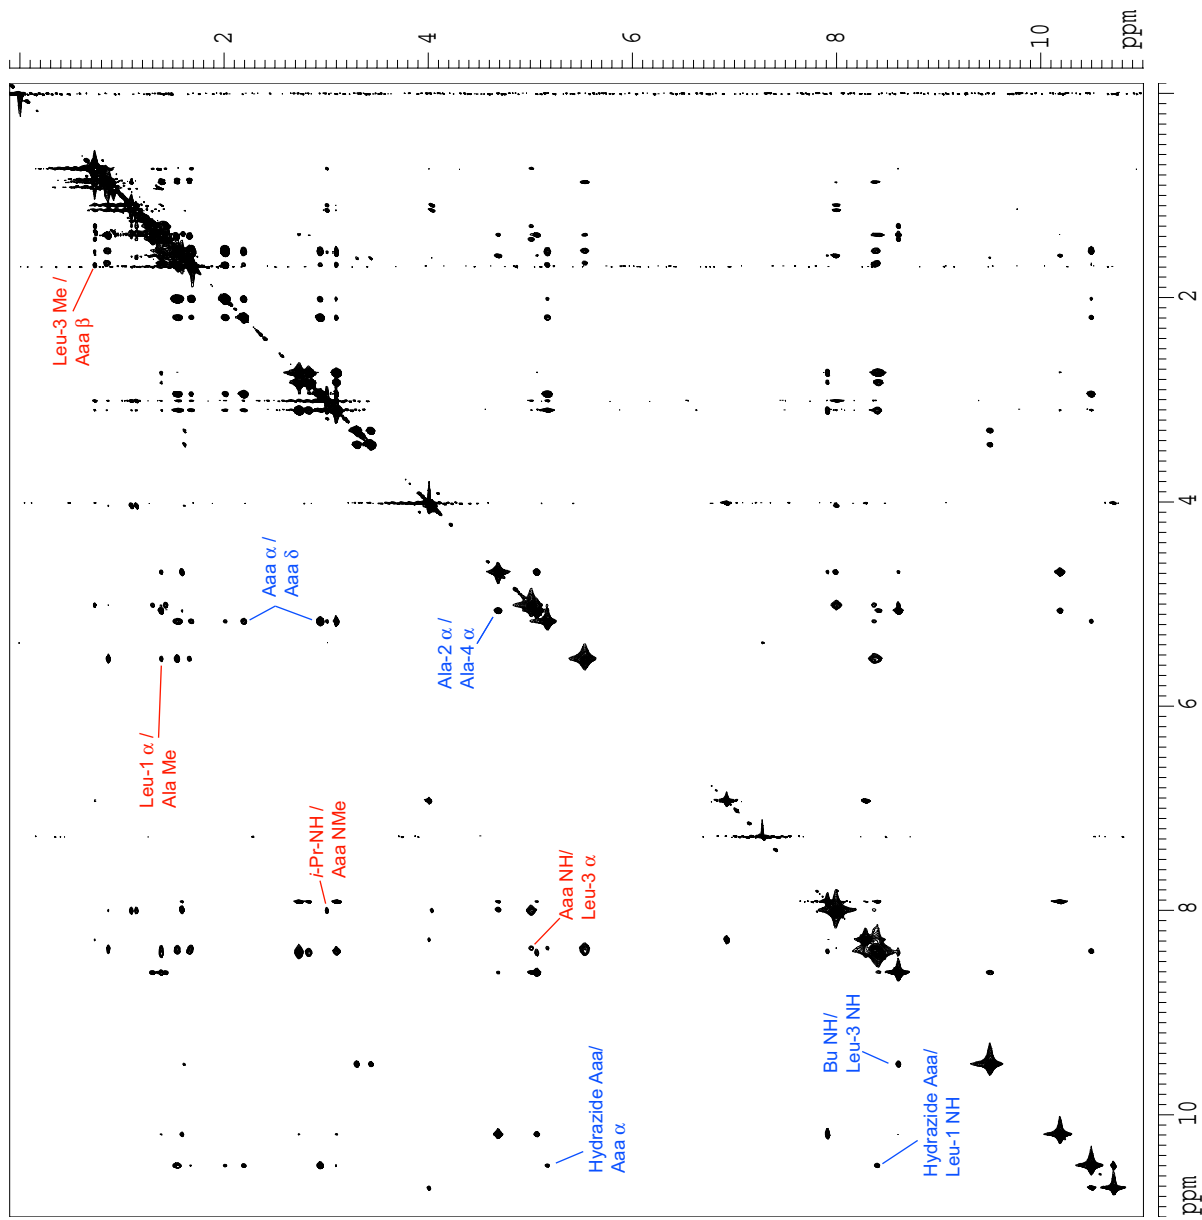 2
4
6
8
10
ppm
Leu-3 Me /
Aaa β
2
4
Aaa α /
Aaa δ
Ala-2 α/
Ala-4 α
Leu-1 α /
Ala Me
6
i-Pr-NH /
Aaa NMe
Aaa NH/
Leu-3 α
8
Bu NH/
Leu-3 NH
Hydrazide Aaa/
Aaa α
Hydrazide Aaa/
Leu-1 NH
10
ppm